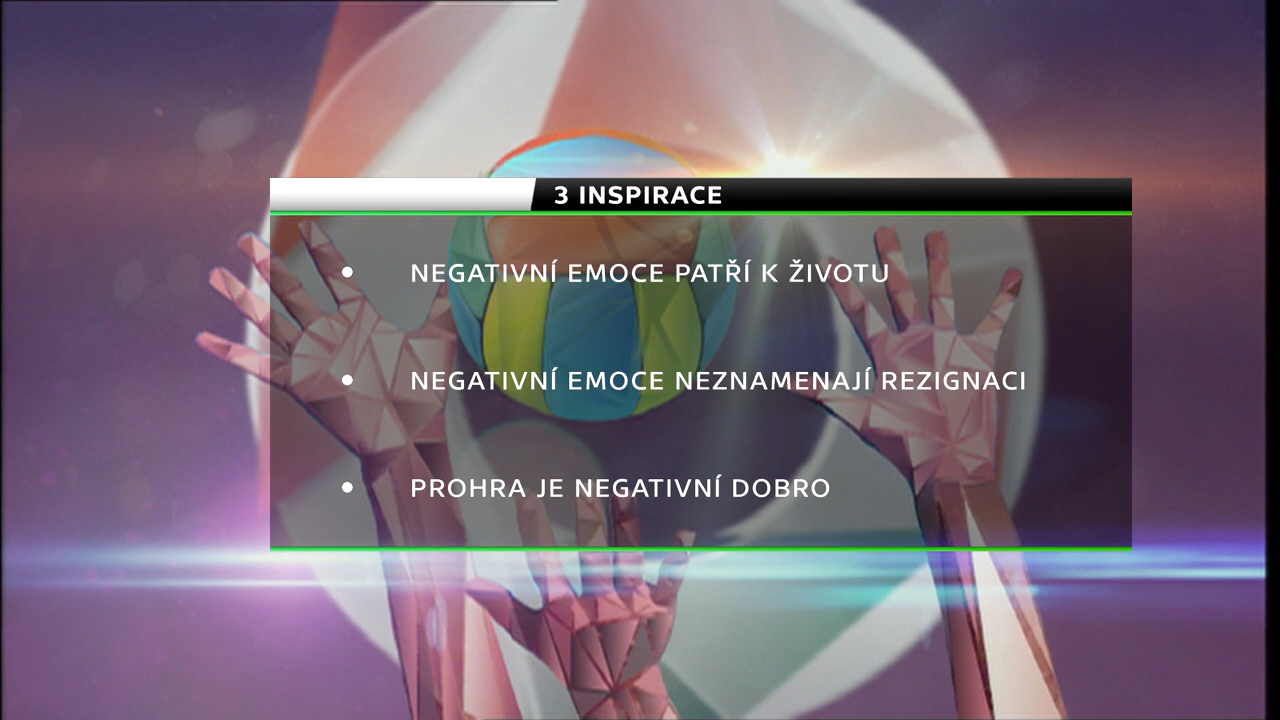 3 INSPIRACE
• NEGATIVNÍ EMOCE PATŘÍ K ŽIVOTU
• NEGATIVNÍ EMOCE NEZNAMENAJÍ REZIGNACI
• PROHRA JE NEGATIVNÍ DOBRO